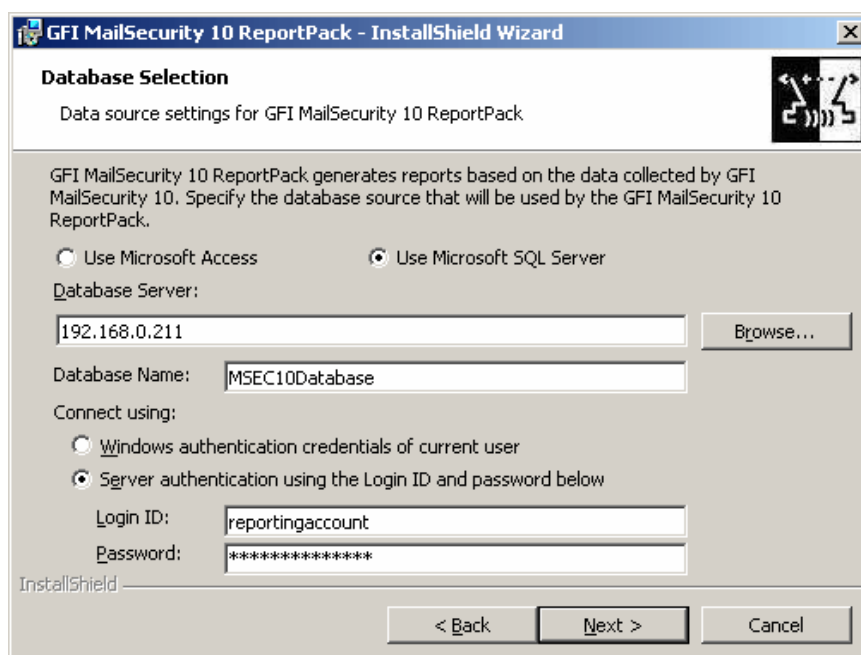 GFI MailSecurity 10 ReportPack - InstallShield Wizard
Database Selection
Data source settings for GFI MailSecurity 10 ReportPack
GFI MailSecurity 10 ReportPack generates reports based on the data collected by GFI
MailSecurity 10. Specify the database source that will be used by the GFI MailSecurity 10
ReportPack.
Use Microsoft Access Use Microsoft SQL Server
Database Server:
192.168.0.211 Browse...
Database Name: MSEC10Database
Connect using:
Windows authentication credentials of current user
Server authentication using the Login ID and password below
Login ID: reportingaccount
Password: **************
InstallShield
< Back Next > Cancel